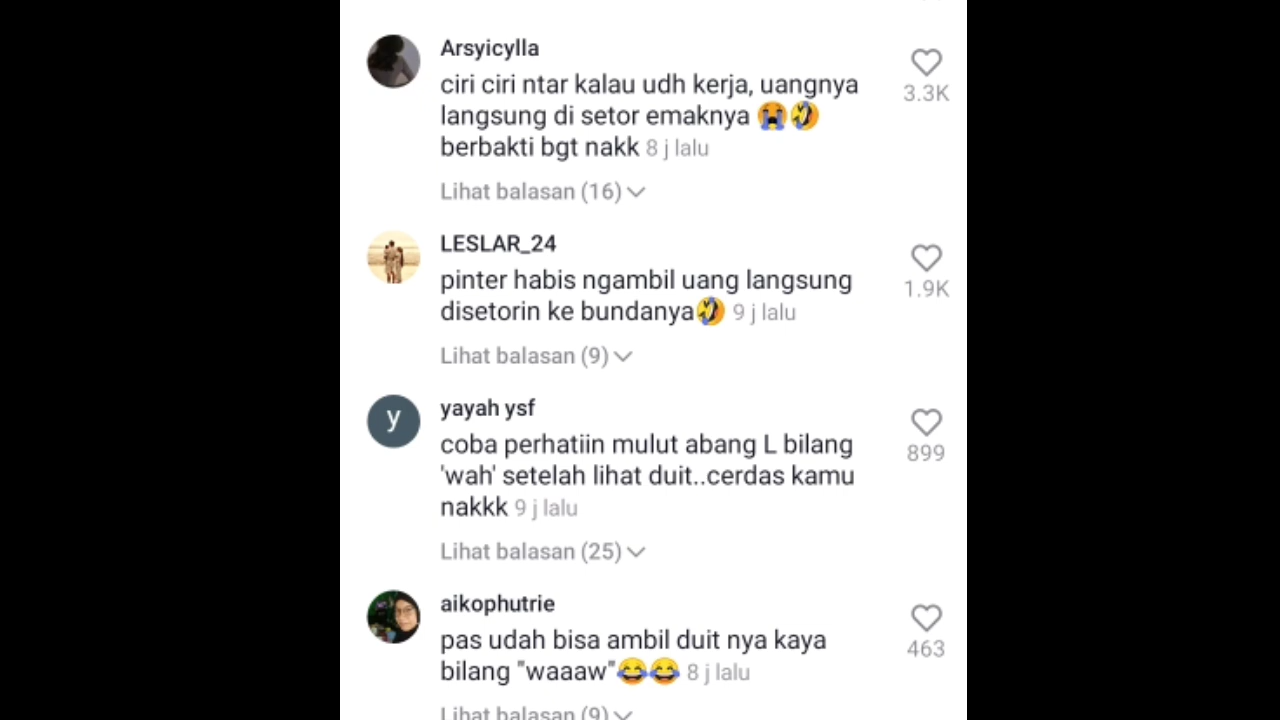 Arsyicylla
ciri ciri ntar kalau udh kerja, uangnya
langsung di setor emaknya 😭🤣
berbakti bgt nakk 8 j lalu
3.3K
Lihat balasan (16)
LESLAR_24
pinter habis ngambil uang langsung
disetorin ke bundanya🤣 9 j lalu
1.9K
Lihat balasan (9)
y
yayah ysf
coba perhatiin mulut abang L bilang
'wah' setelah lihat duit..cerdas kamu
nakkk 9 j lalu
899
Lihat balasan (25)
aikophutrie
pas udah bisa ambil duit nya kaya
bilang "waaaw"😂😂 8 j lalu
463
Lihat balasan (9)